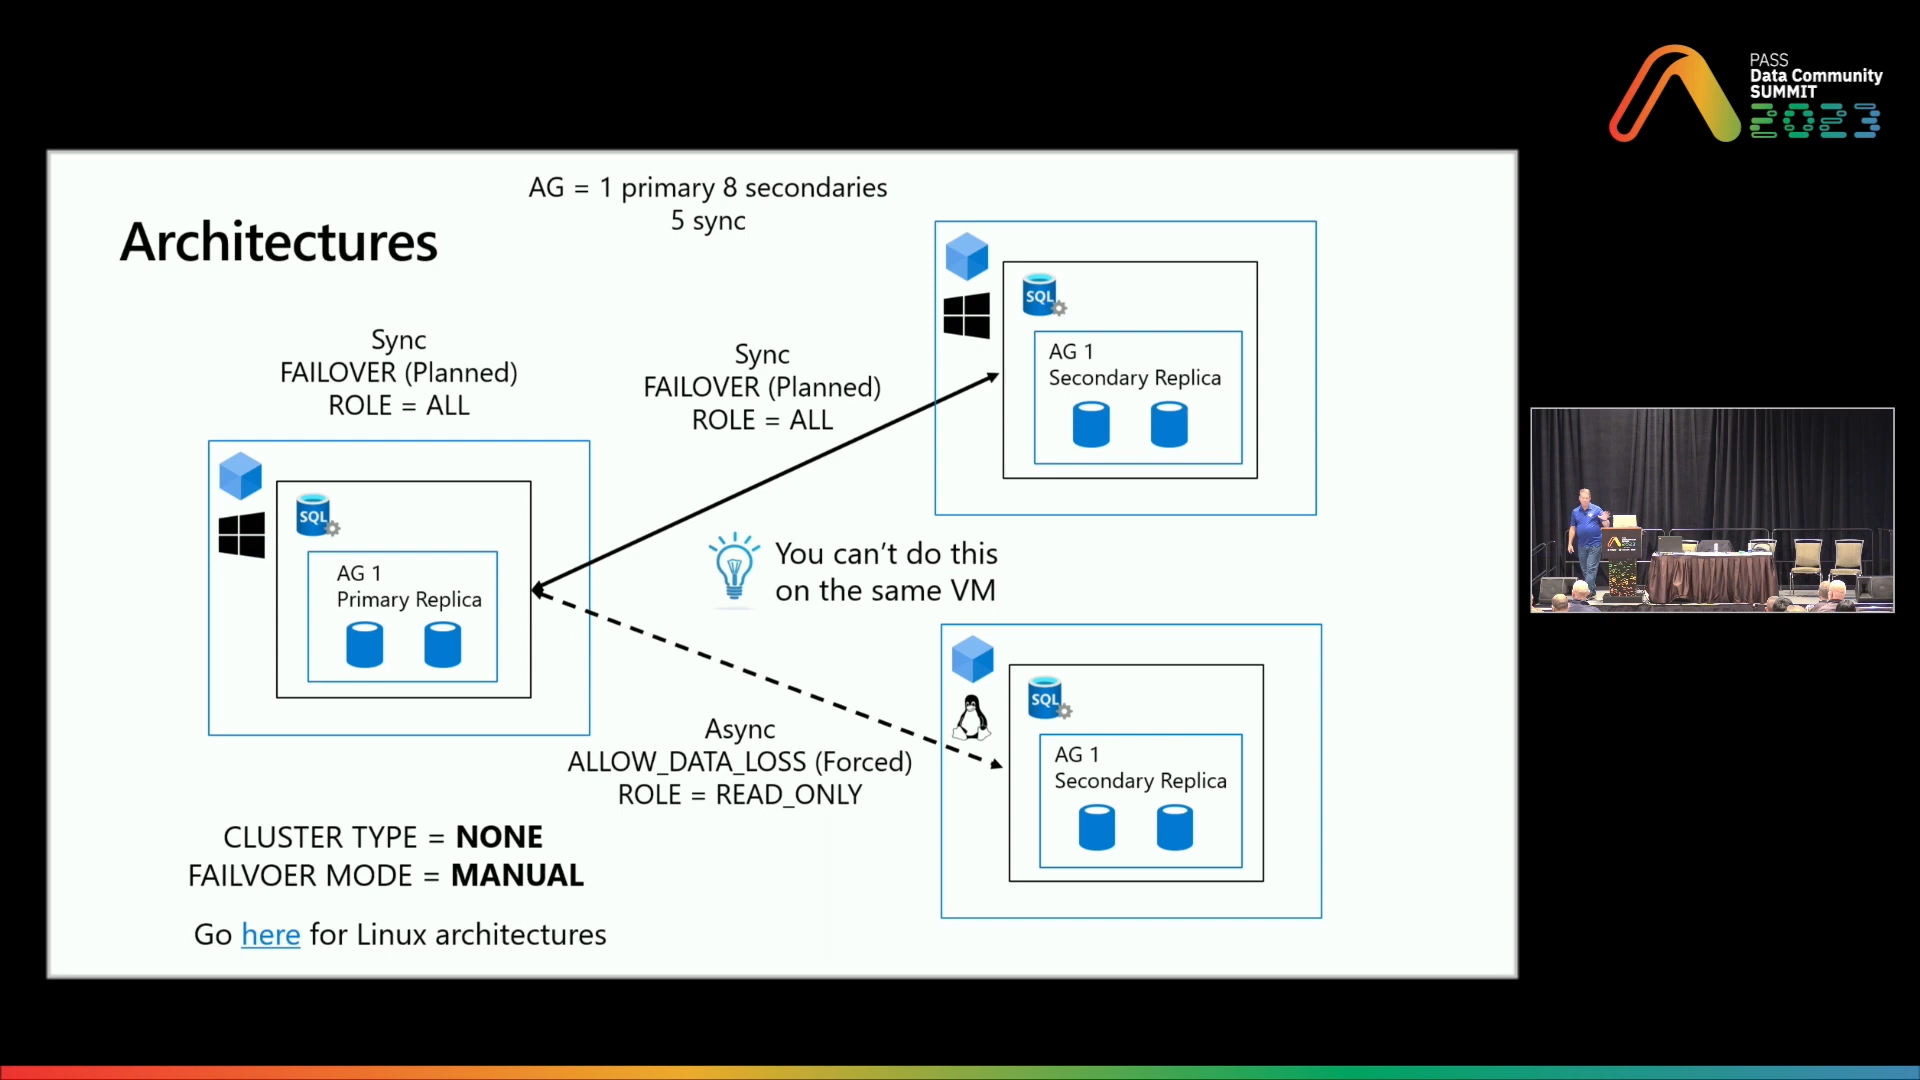 PASS
Data Community
SUMMIT
2023
AG = 1 primary 8 secondaries
5 sync
Architectures
Sync
FAILOVER (Planned)
ROLE = ALL
Sync
FAILOVER (Planned)
ROLE = ALL
SQL
AG 1
Secondary Replica
SQL
AG 1
Primary Replica
You can't do this
on the same VM
Async
ALLOW_DATA_LOSS (Forced)
ROLE = READ_ONLY
SQL
AG 1
Secondary Replica
CLUSTER TYPE = NONE
FAILVOER MODE = MANUAL
Go here for Linux architectures